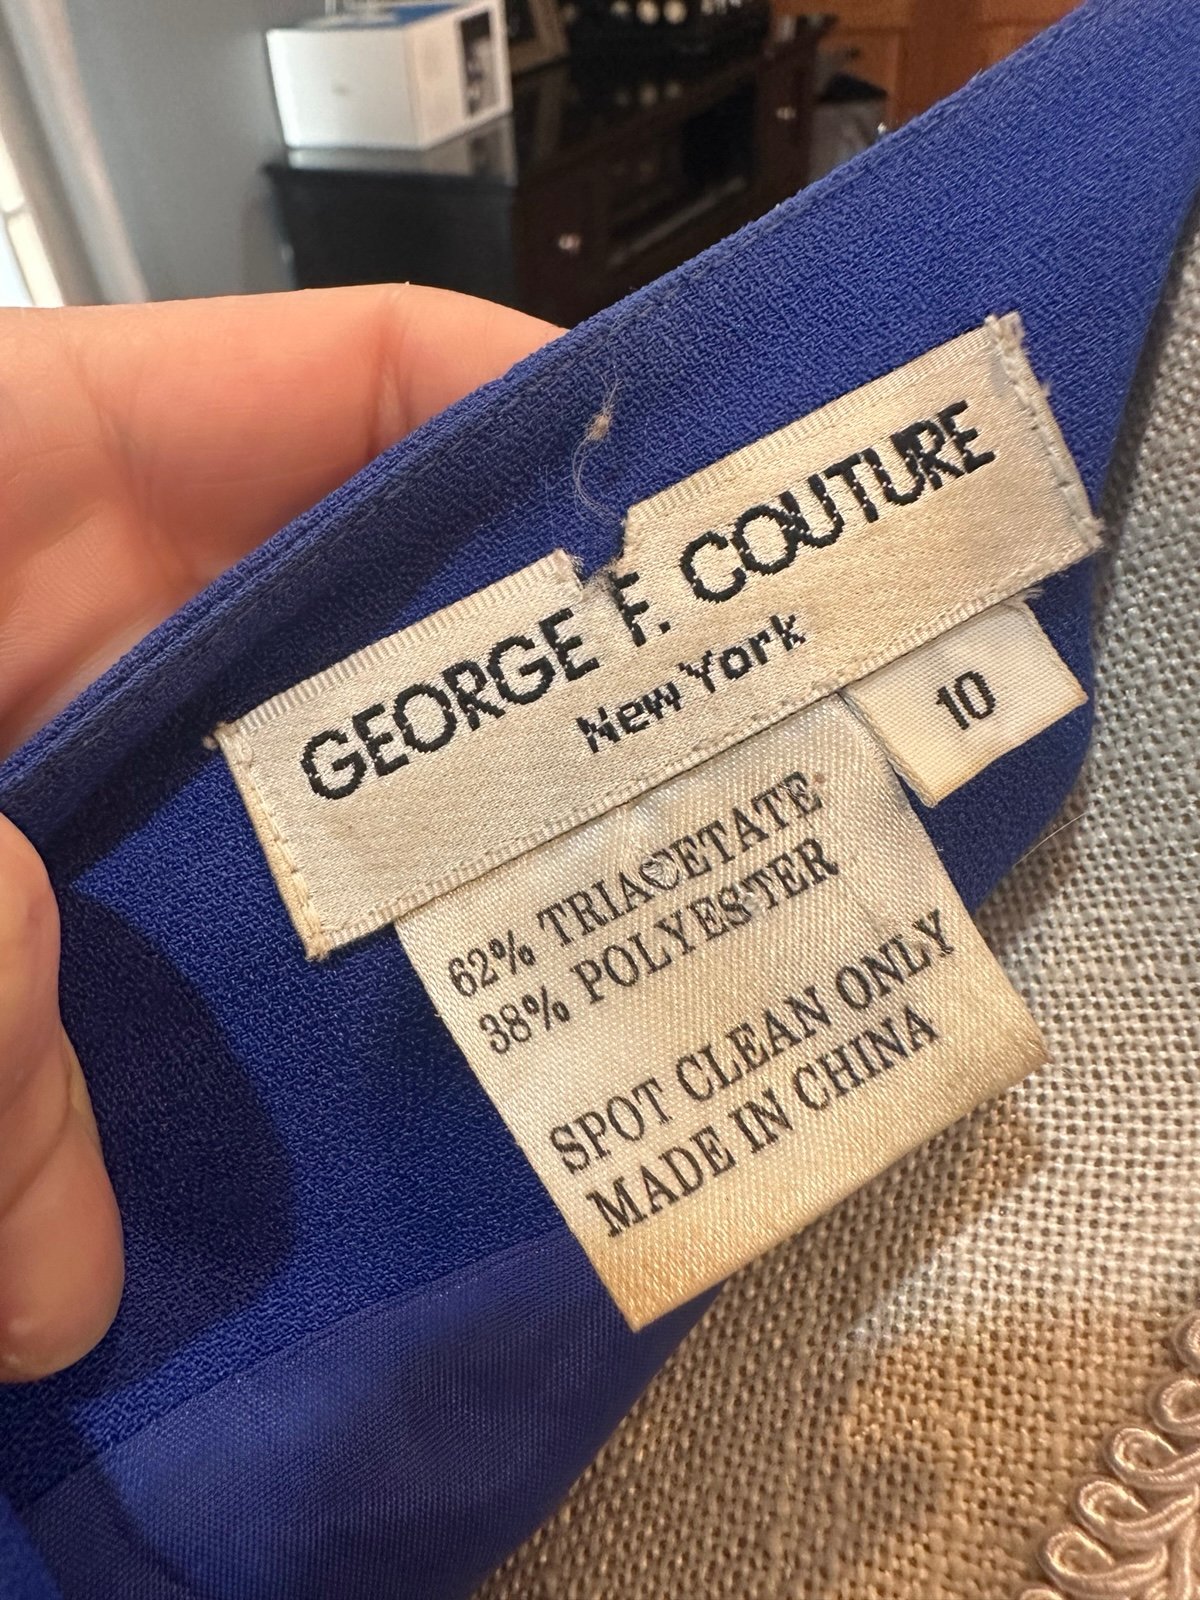 GEORGE F. COUTURE
New York
10
62% TRIACETATE
38% POLYESTER
SPOT CLEAN ONLY
MADE IN CHINA